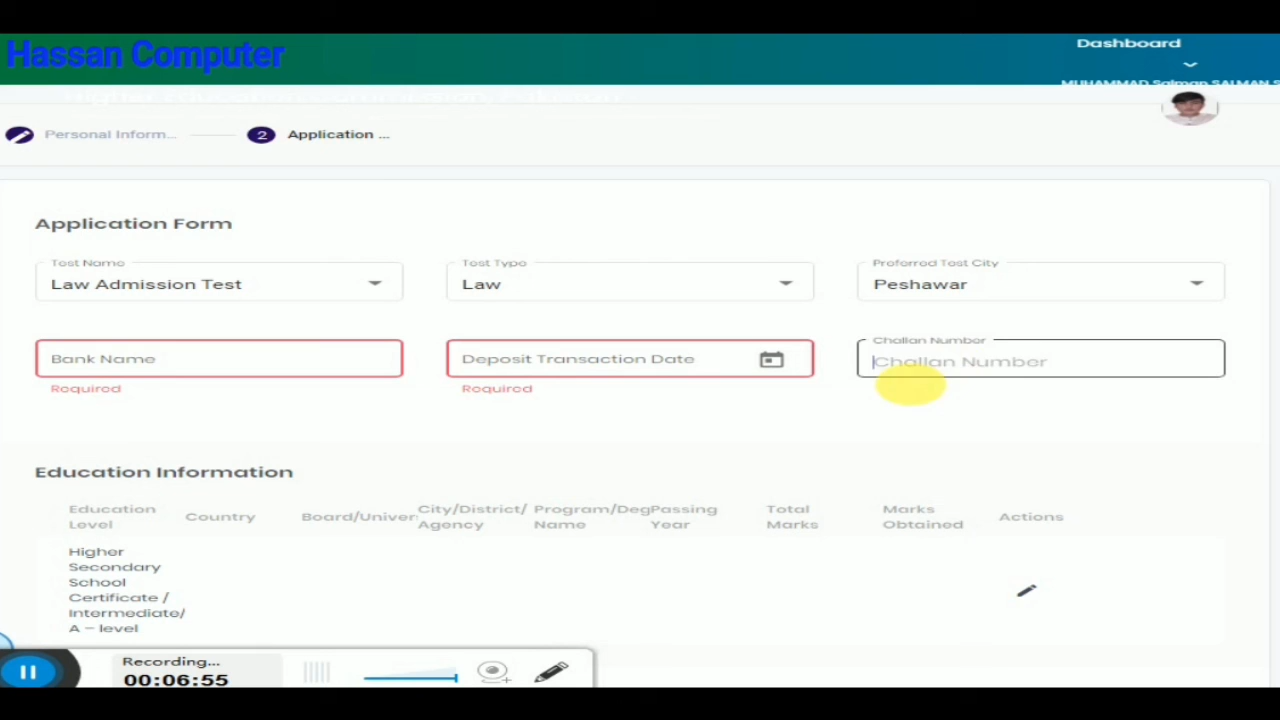 Hassan Computer
Dashboard
MUHAMMAD Salman SALMAN S
Personal Inform...
2 Application ...
Application Form
Test Name
Law Admission Test
Test Type
Law
Preferred Test City
Peshawar
Bank Name
Required
Deposit Transaction Date
Required
Challan Number
Challan Number
Education Information
Education
Level
Country
Board/Univer
City/District/
Agency
Program/Deg
Name
Passing
Year
Total
Marks
Marks
Obtained
Actions
Higher
Secondary
School
Certificate /
Intermediate/
A – level
Recording...
00:06:55